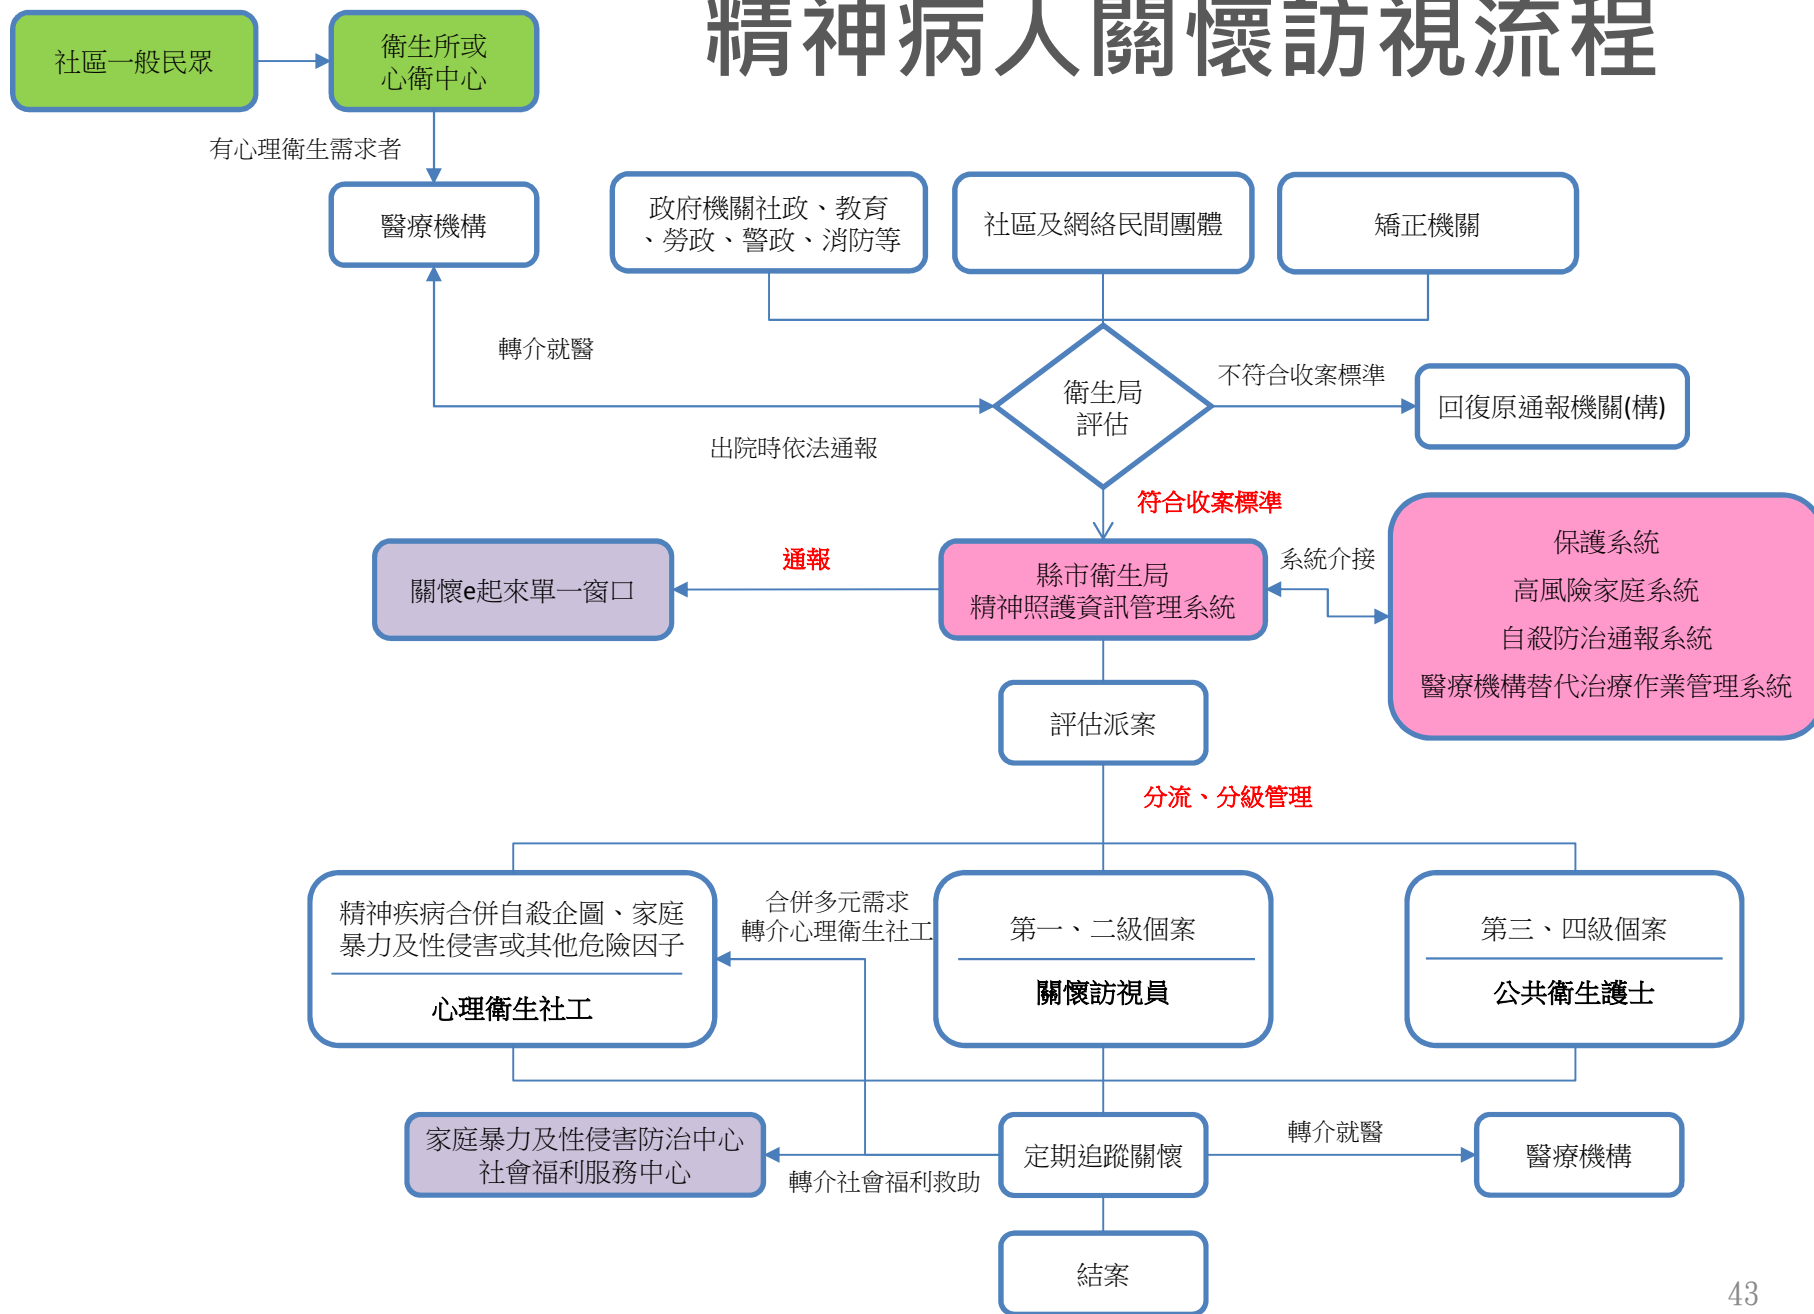 精神病人關懷訪視流程
社區一般民眾
衛生所或
心衛中心
有心理衛生需求者
醫療機構
政府機關社政、教育
、勞政、警政、消防等
社區及網絡民間團體
矯正機關
轉介就醫
衛生局
評估
不符合收案標準
回復原通報機關(構)
出院時依法通報
符合收案標準
關懷e起來單一窗口
通報
縣市衛生局
精神照護資訊管理系統
系統介接
保護系統
高風險家庭系統
自殺防治通報系統
醫療機構替代治療作業管理系統
評估派案
分流、分級管理
精神疾病合併自殺企圖、家庭
暴力及性侵害或其他危險因子
心理衛生社工
合併多元需求
轉介心理衛生社工
第一、二級個案
關懷訪視員
第三、四級個案
公共衛生護士
家庭暴力及性侵害防治中心
社會福利服務中心
轉介社會福利救助
定期追蹤關懷
轉介就醫
醫療機構
結案
43